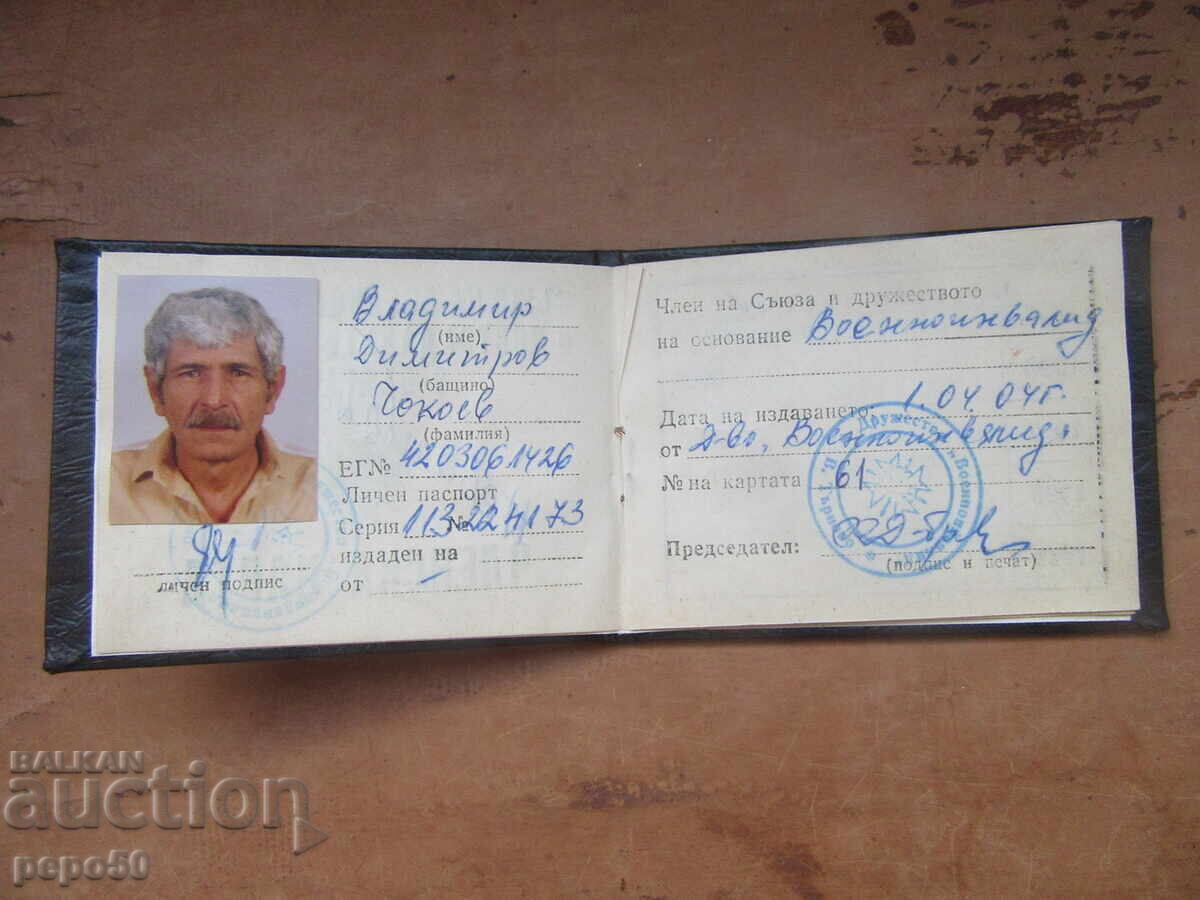 Владимир
(име)
Димитров
(бащино)
Чокоев
(фамилия)
ЕГ№ 4203061426
Личен паспорт
Серия 113 № 224173
издаден на
от –
личен подпис
Член на Съюза и дружеството
на основание Военноинвалид
Дата на издаването: 1.04.04г.
от Д-во, Военноинвалид"
№ на картата 61
Председател:
(подпис и печат)
BALKAN
auction
pepo50